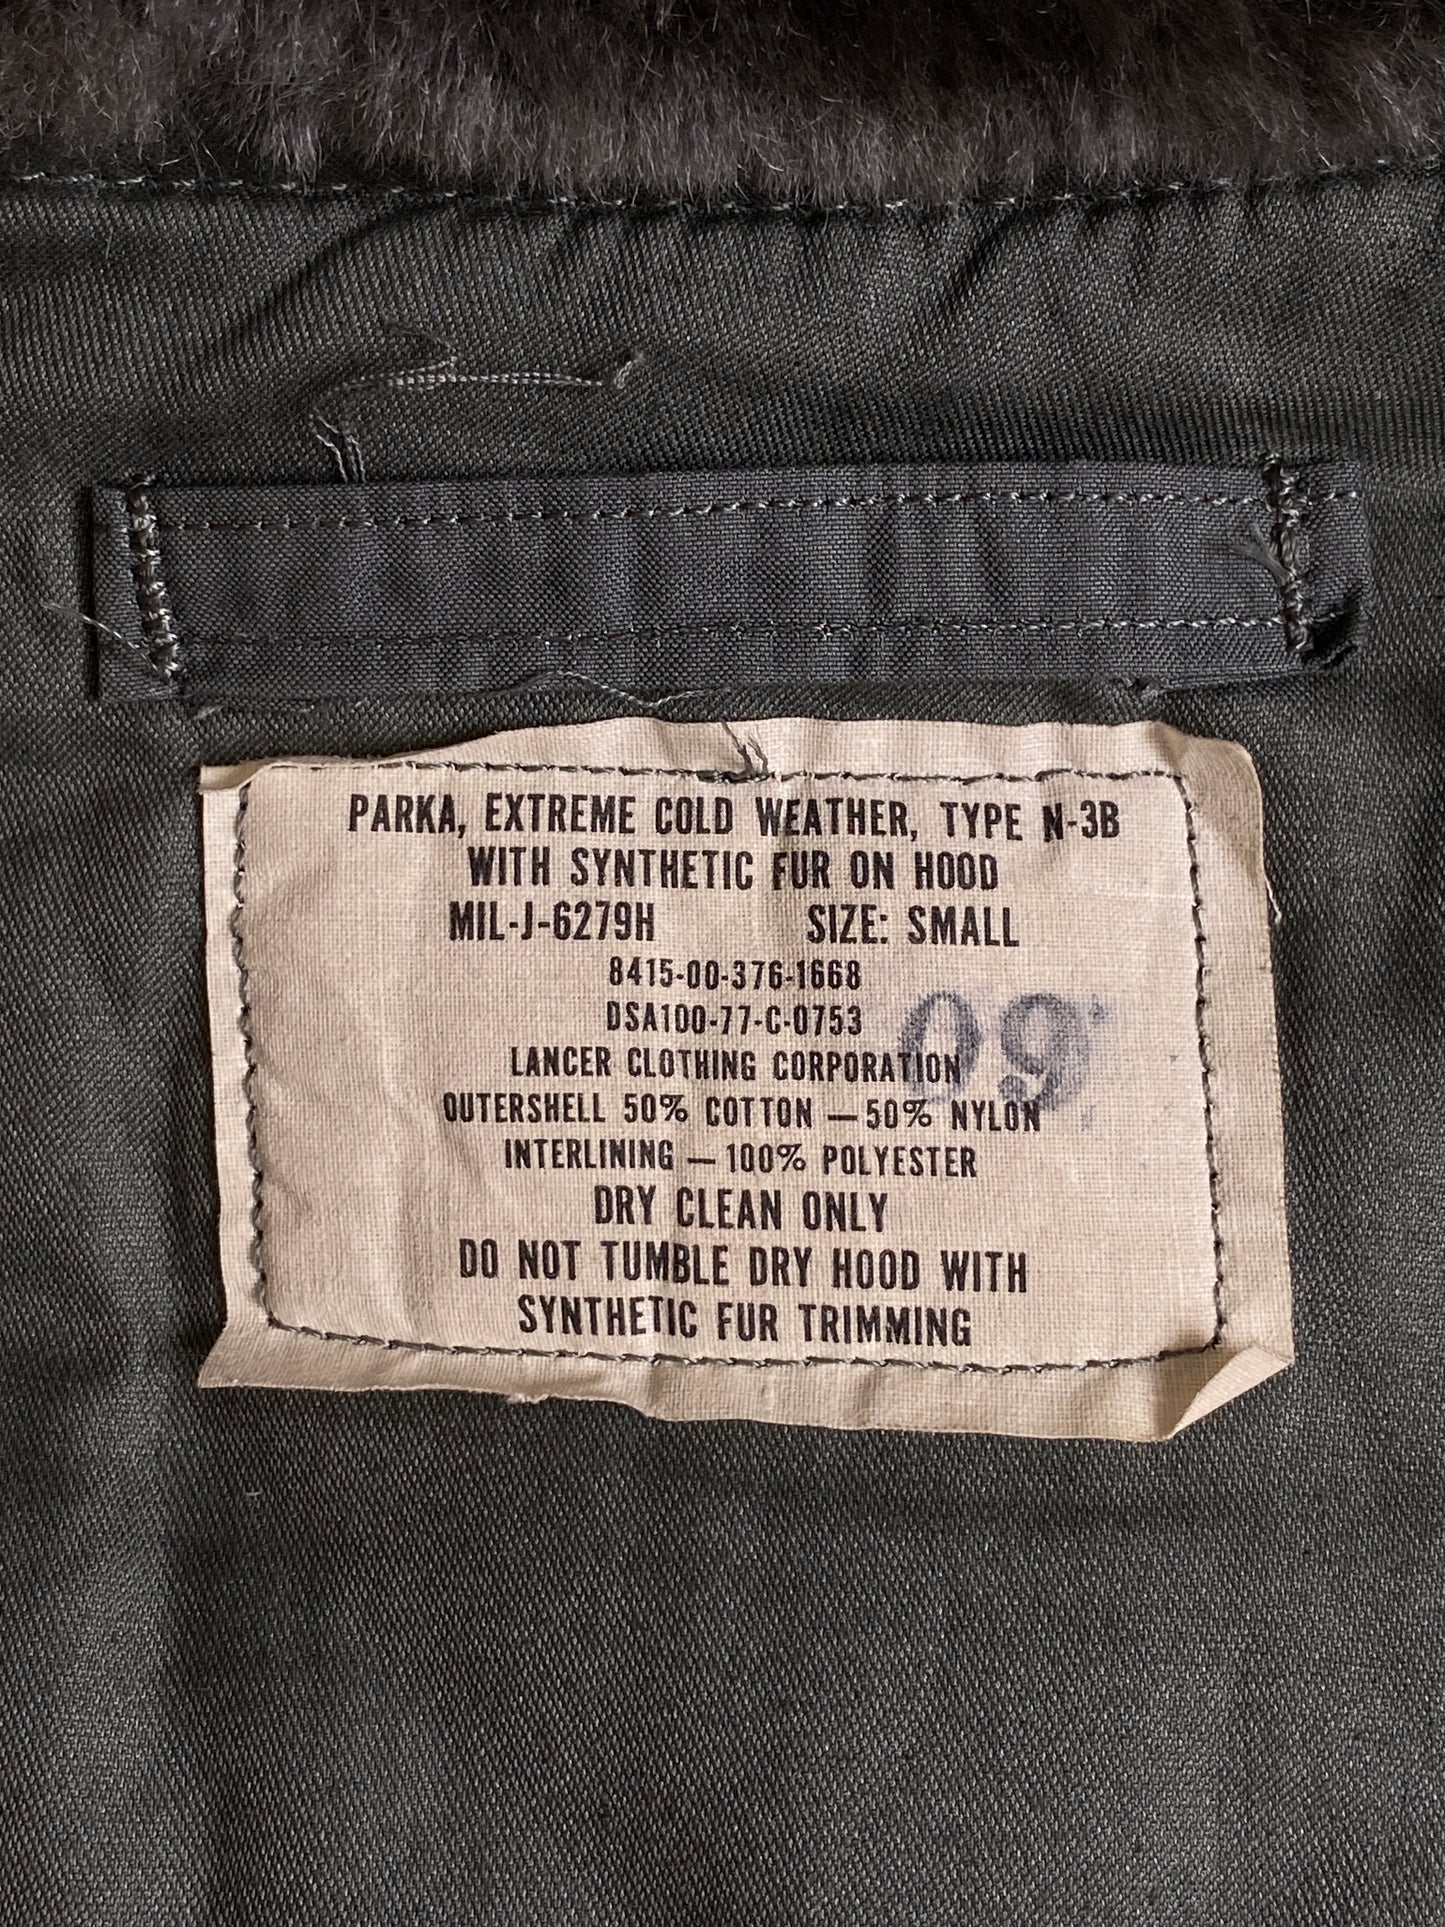 PARKA, EXTREME COLD WEATHER, TYPE N-3B
WITH SYNTHETIC FUR ON HOOD
MIL-J-6279H SIZE: SMALL
8415-00-376-1668
DSA100-77-C-0753
09
LANCER CLOTHING CORPORATION
OUTERSHELL 50% COTTON — 50% NYLON
INTERLINING — 100% POLYESTER
DRY CLEAN ONLY
DO NOT TUMBLE DRY HOOD WITH
SYNTHETIC FUR TRIMMING